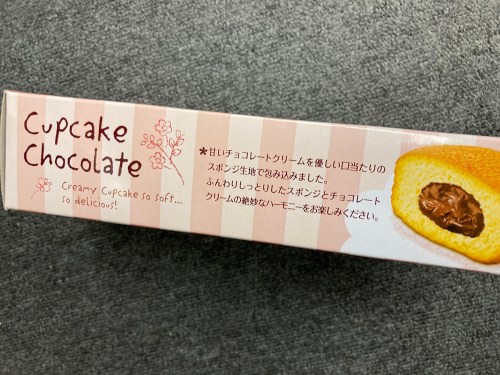 Cupcake
Chocolate
Creamy Cupcake so soft...
so delicious!
*甘いチョコレートクリームを優しい口当たりの
スポンジ生地で包み込みました。
ふんわりしっとりしたスポンジとチョコレート
クリームの絶妙なハーモニーをお楽しみください。